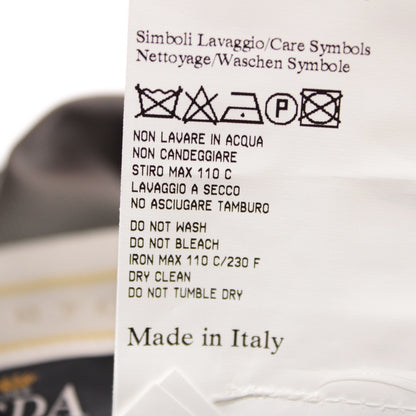 Simboli Lavaggio/Care Symbols
Nettoyage/Waschen Symbole
P
NON LAVARE IN ACQUA
NON CANDEGGIARE
STIRO MAX 110 C
LAVAGGIO A SECCO
NO ASCIUGARE TAMBURO
DO NOT WASH
DO NOT BLEACH
IRON MAX 110 C/230 F
DRY CLEAN
DO NOT TUMBLE DRY
Made in Italy